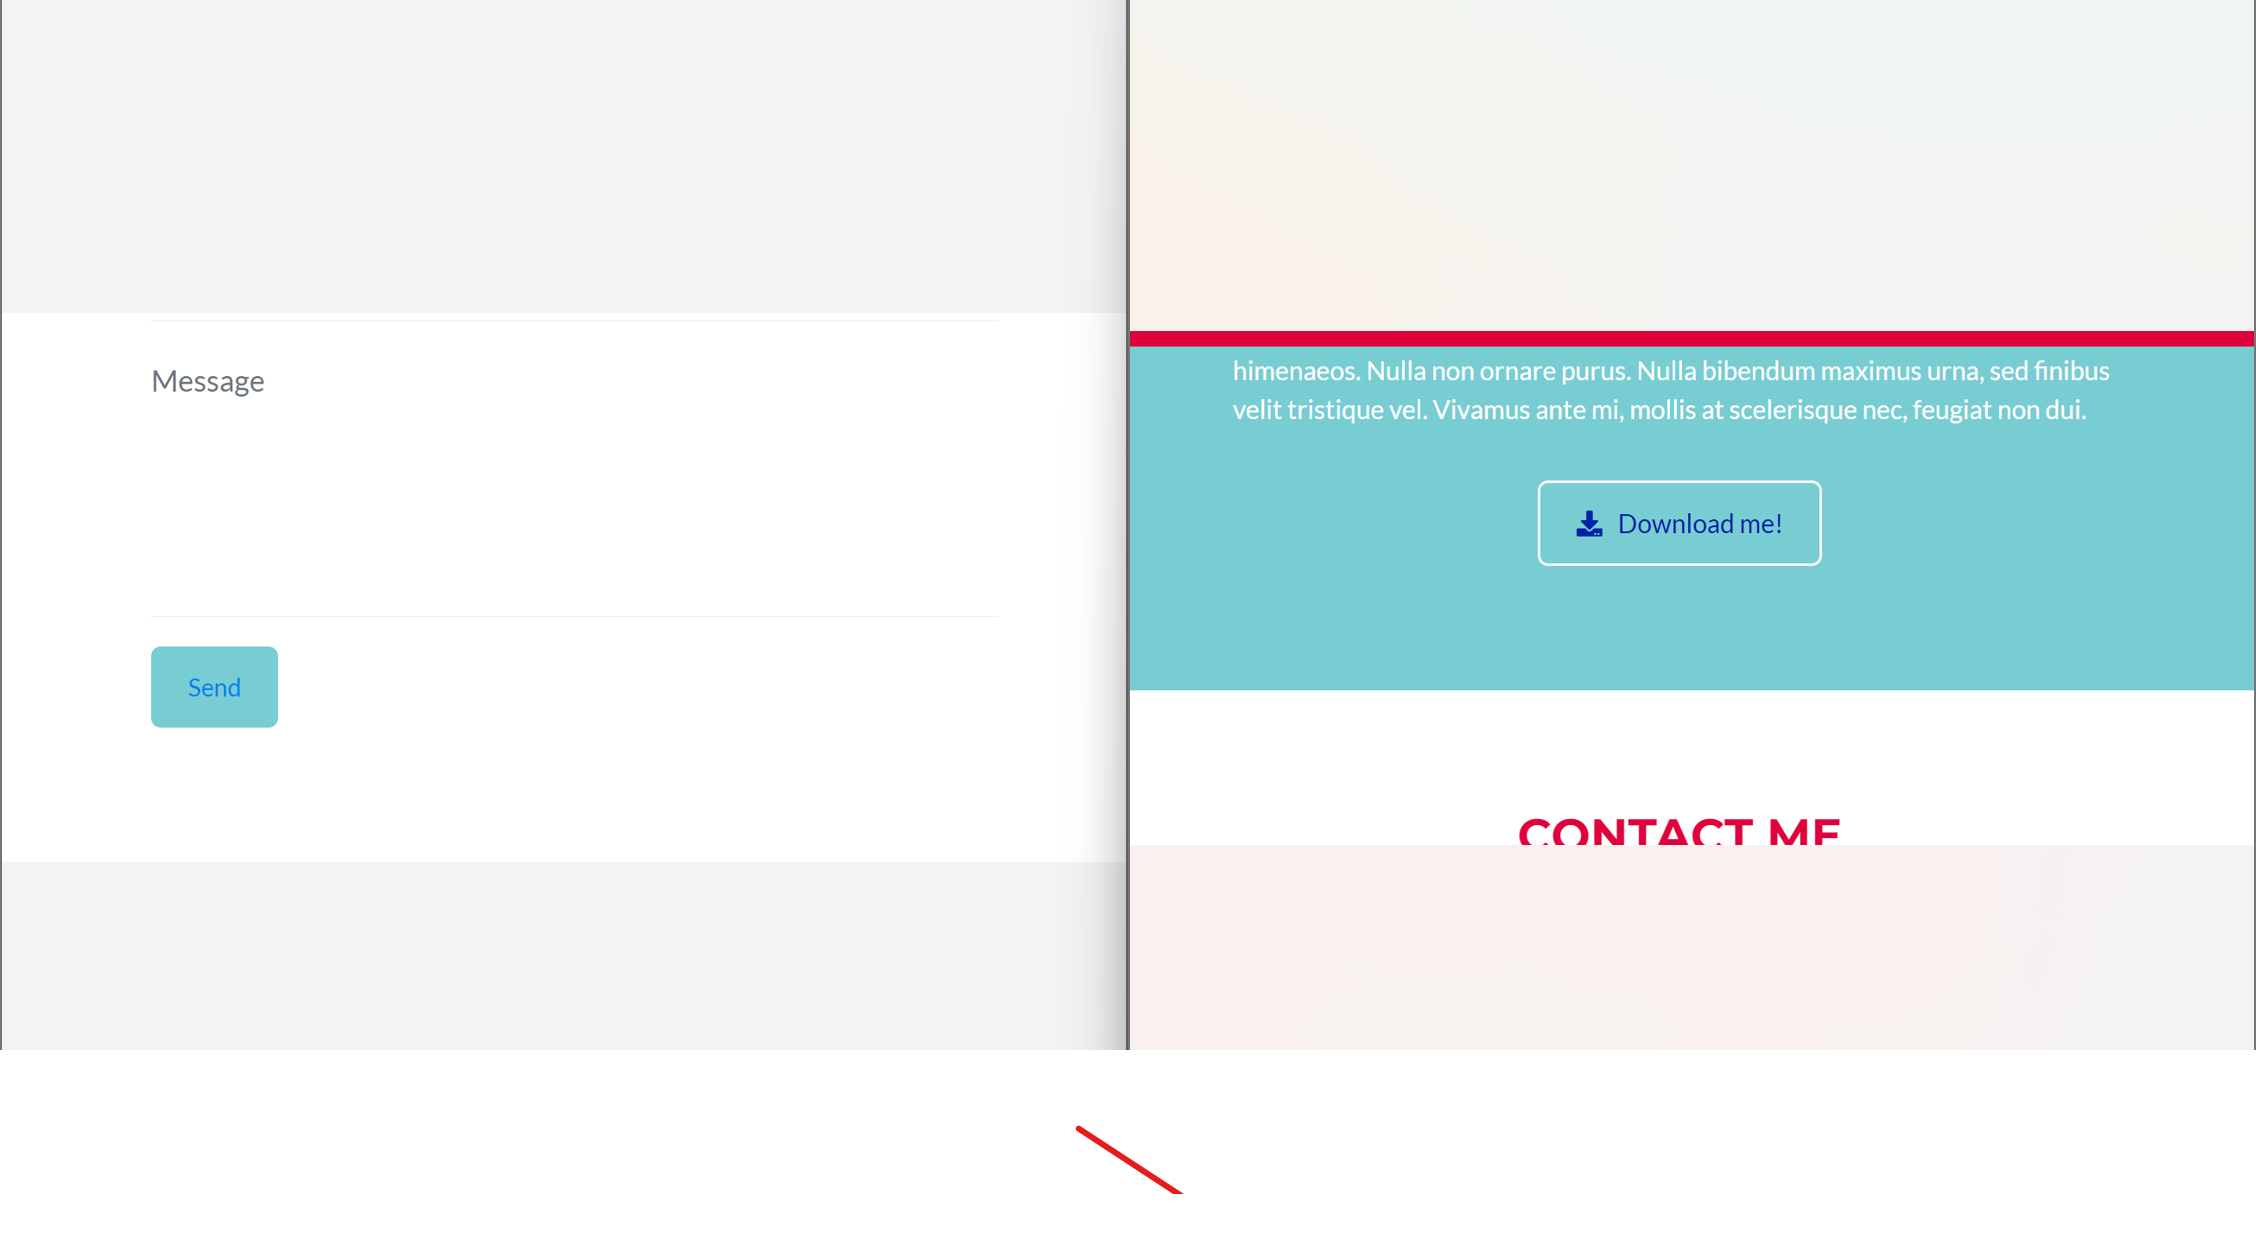 Message
Send
himenaeos. Nulla non ornare purus. Nulla bibendum maximus urna, sed finibus
velit tristique vel. Vivamus ante mi, mollis at scelerisque nec, feugiat non dui.
Download me!
CONTACT ME